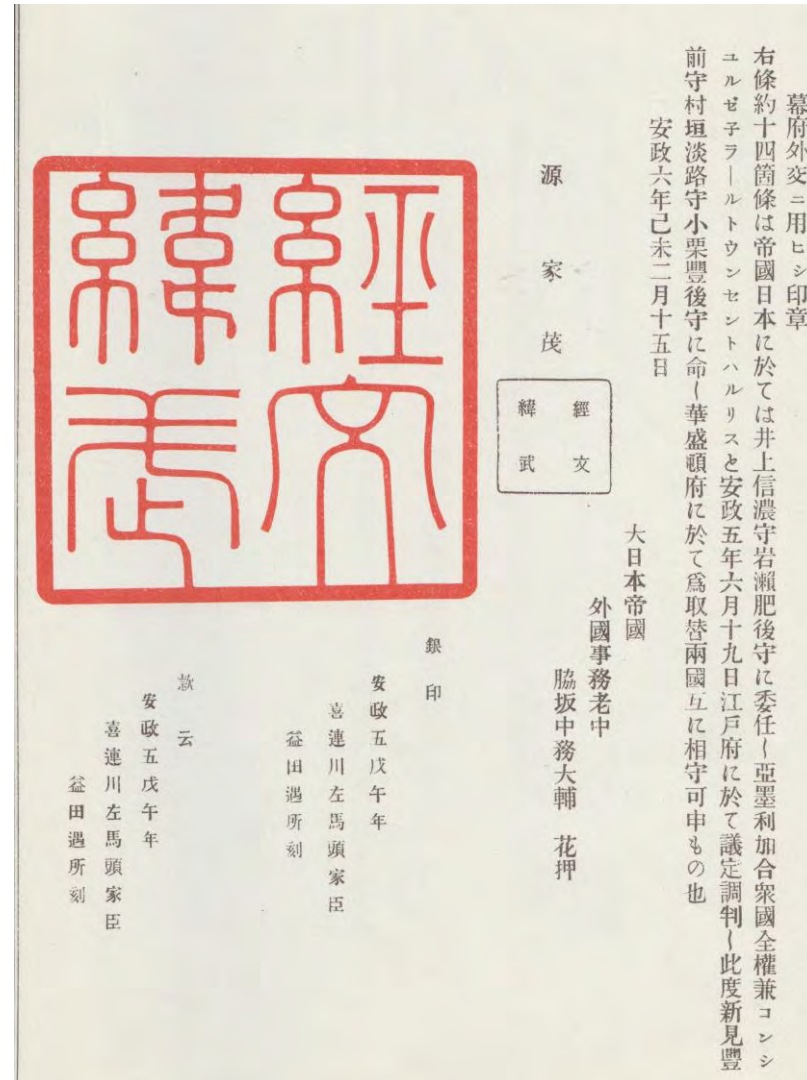 幕府外交ニ用ヒシ印章
右條約十四箇條は帝國日本に於ては井上信濃守岩瀨肥後守に委任し亞墨利加合衆國全權兼コンシ
ユルゼ子ラールトウンセントハルリスと安政五年六月十九日江戸府に於て議定調判し此度新見豐
前守村垣淡路守小栗豐後守に命し華盛頓府に於て爲取替兩國互に相守可申もの也
安政六年己未二月十五日
大日本帝國
外國事務老中
脇坂中務大輔 花押
源家茂
經文
緯武
經文
緯武
銀印
安政五戊午年
喜連川左馬頭家臣
益田遇所刻
款云
安政五戊午年
喜連川左馬頭家臣
益田遇所刻